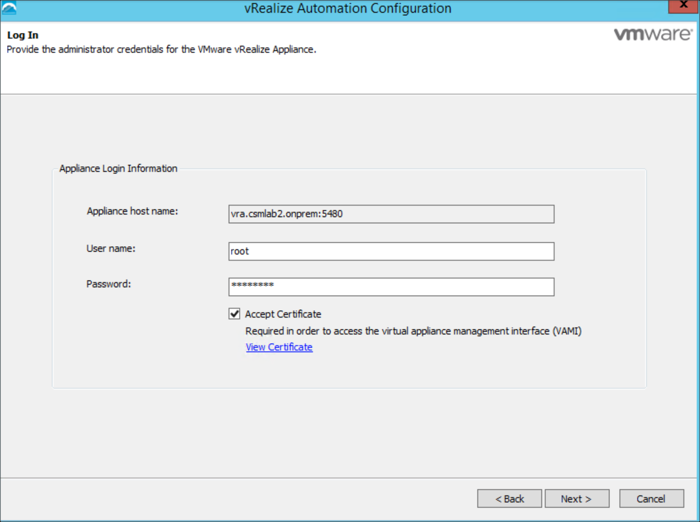 vRealize Automation Configuration
x
Log In
Provide the administrator credentials for the VMware vRealize Appliance.
vmware®
Appliance Login Information
Appliance host name:
vra.csmlab2.onprem:5480
User name:
root
Password:
********
Accept Certificate
Required in order to access the virtual appliance management interface (VAMI)
View Certificate
< Back
Next >
Cancel